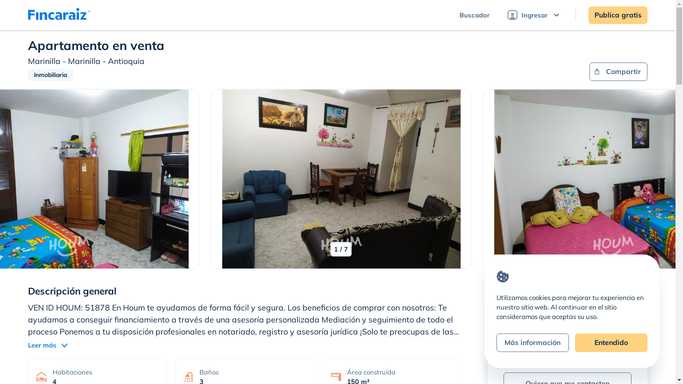 Fincaraiz
Buscador
Ingresar
Publica gratis
Apartamento en venta
Marinilla - Marinilla - Antioquia
Inmobiliaria
Compartir
HOUM
HOUM
HOUM
1 / 7
Descripción general
VEN ID HOUM: 51878 En Houm te ayudamos de forma fácil y segura. Los beneficios de comprar con nosotros: Te
ayudamos a conseguir financiamiento a través de una asesoría personalizada Mediación y seguimiento de todo el
proceso Ponemos a tu disposición profesionales en notariado, registro y asesoría jurídica ¡Solo te preocupas de las...
Leer más
Habitaciones
4
Baños
3
Área construida
150 m²
Utilizamos cookies para mejorar tu experiencia en
nuestro sitio web. Al continuar en el sitio
consideramos que aceptas su uso.
Más información
Entendido
Quiero que me contacten